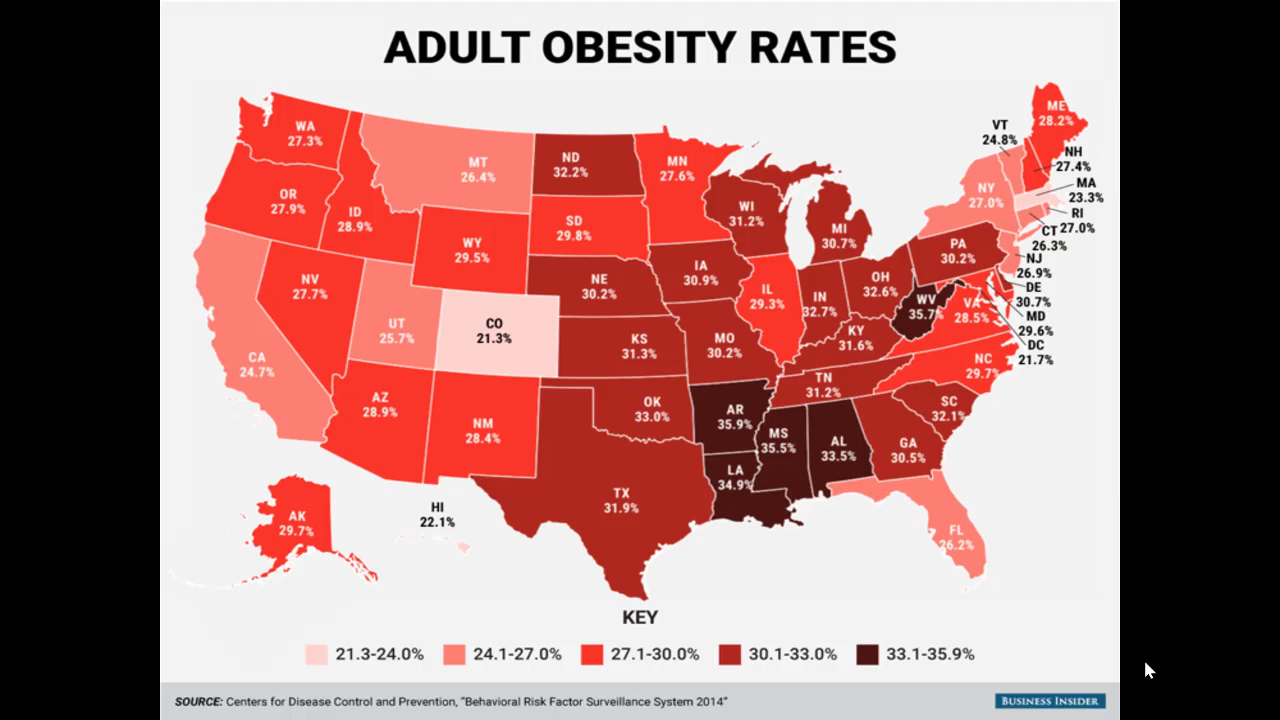 ADULT OBESITY RATES
WA
27.3%
OR
27.9%
ID
28.9%
MT
26.4%
ND
32.2%
MN
27.6%
WI
31.2%
MI
30.7%
VT
24.8%
ME
28.2%
NH
27.4%
MA
23.3%
RI
27.0%
CT
26.3%
NY
27.0%
NJ
26.9%
PA
30.2%
DE
30.7%
MD
29.6%
DC
21.7%
WY
29.5%
SD
29.8%
NV
27.7%
UT
25.7%
CA
24.7%
CO
21.3%
NE
30.2%
IA
30.9%
IL
29.3%
IN
32.7%
OH
32.6%
WV
35.7%
VA
28.5%
KS
31.3%
MO
30.2%
KY
31.6%
NC
29.7%
TN
31.2%
SC
32.1%
AZ
28.9%
NM
28.4%
OK
33.0%
AR
35.9%
MS
35.5%
AL
33.5%
GA
30.5%
LA
34.9%
TX
31.9%
FL
26.2%
AK
29.7%
HI
22.1%
KEY
21.3-24.0% 24.1-27.0% 27.1-30.0% 30.1-33.0% 33.1-35.9%
SOURCE: Centers for Disease Control and Prevention, "Behavioral Risk Factor Surveillance System 2014"
BUSINESS INSIDER